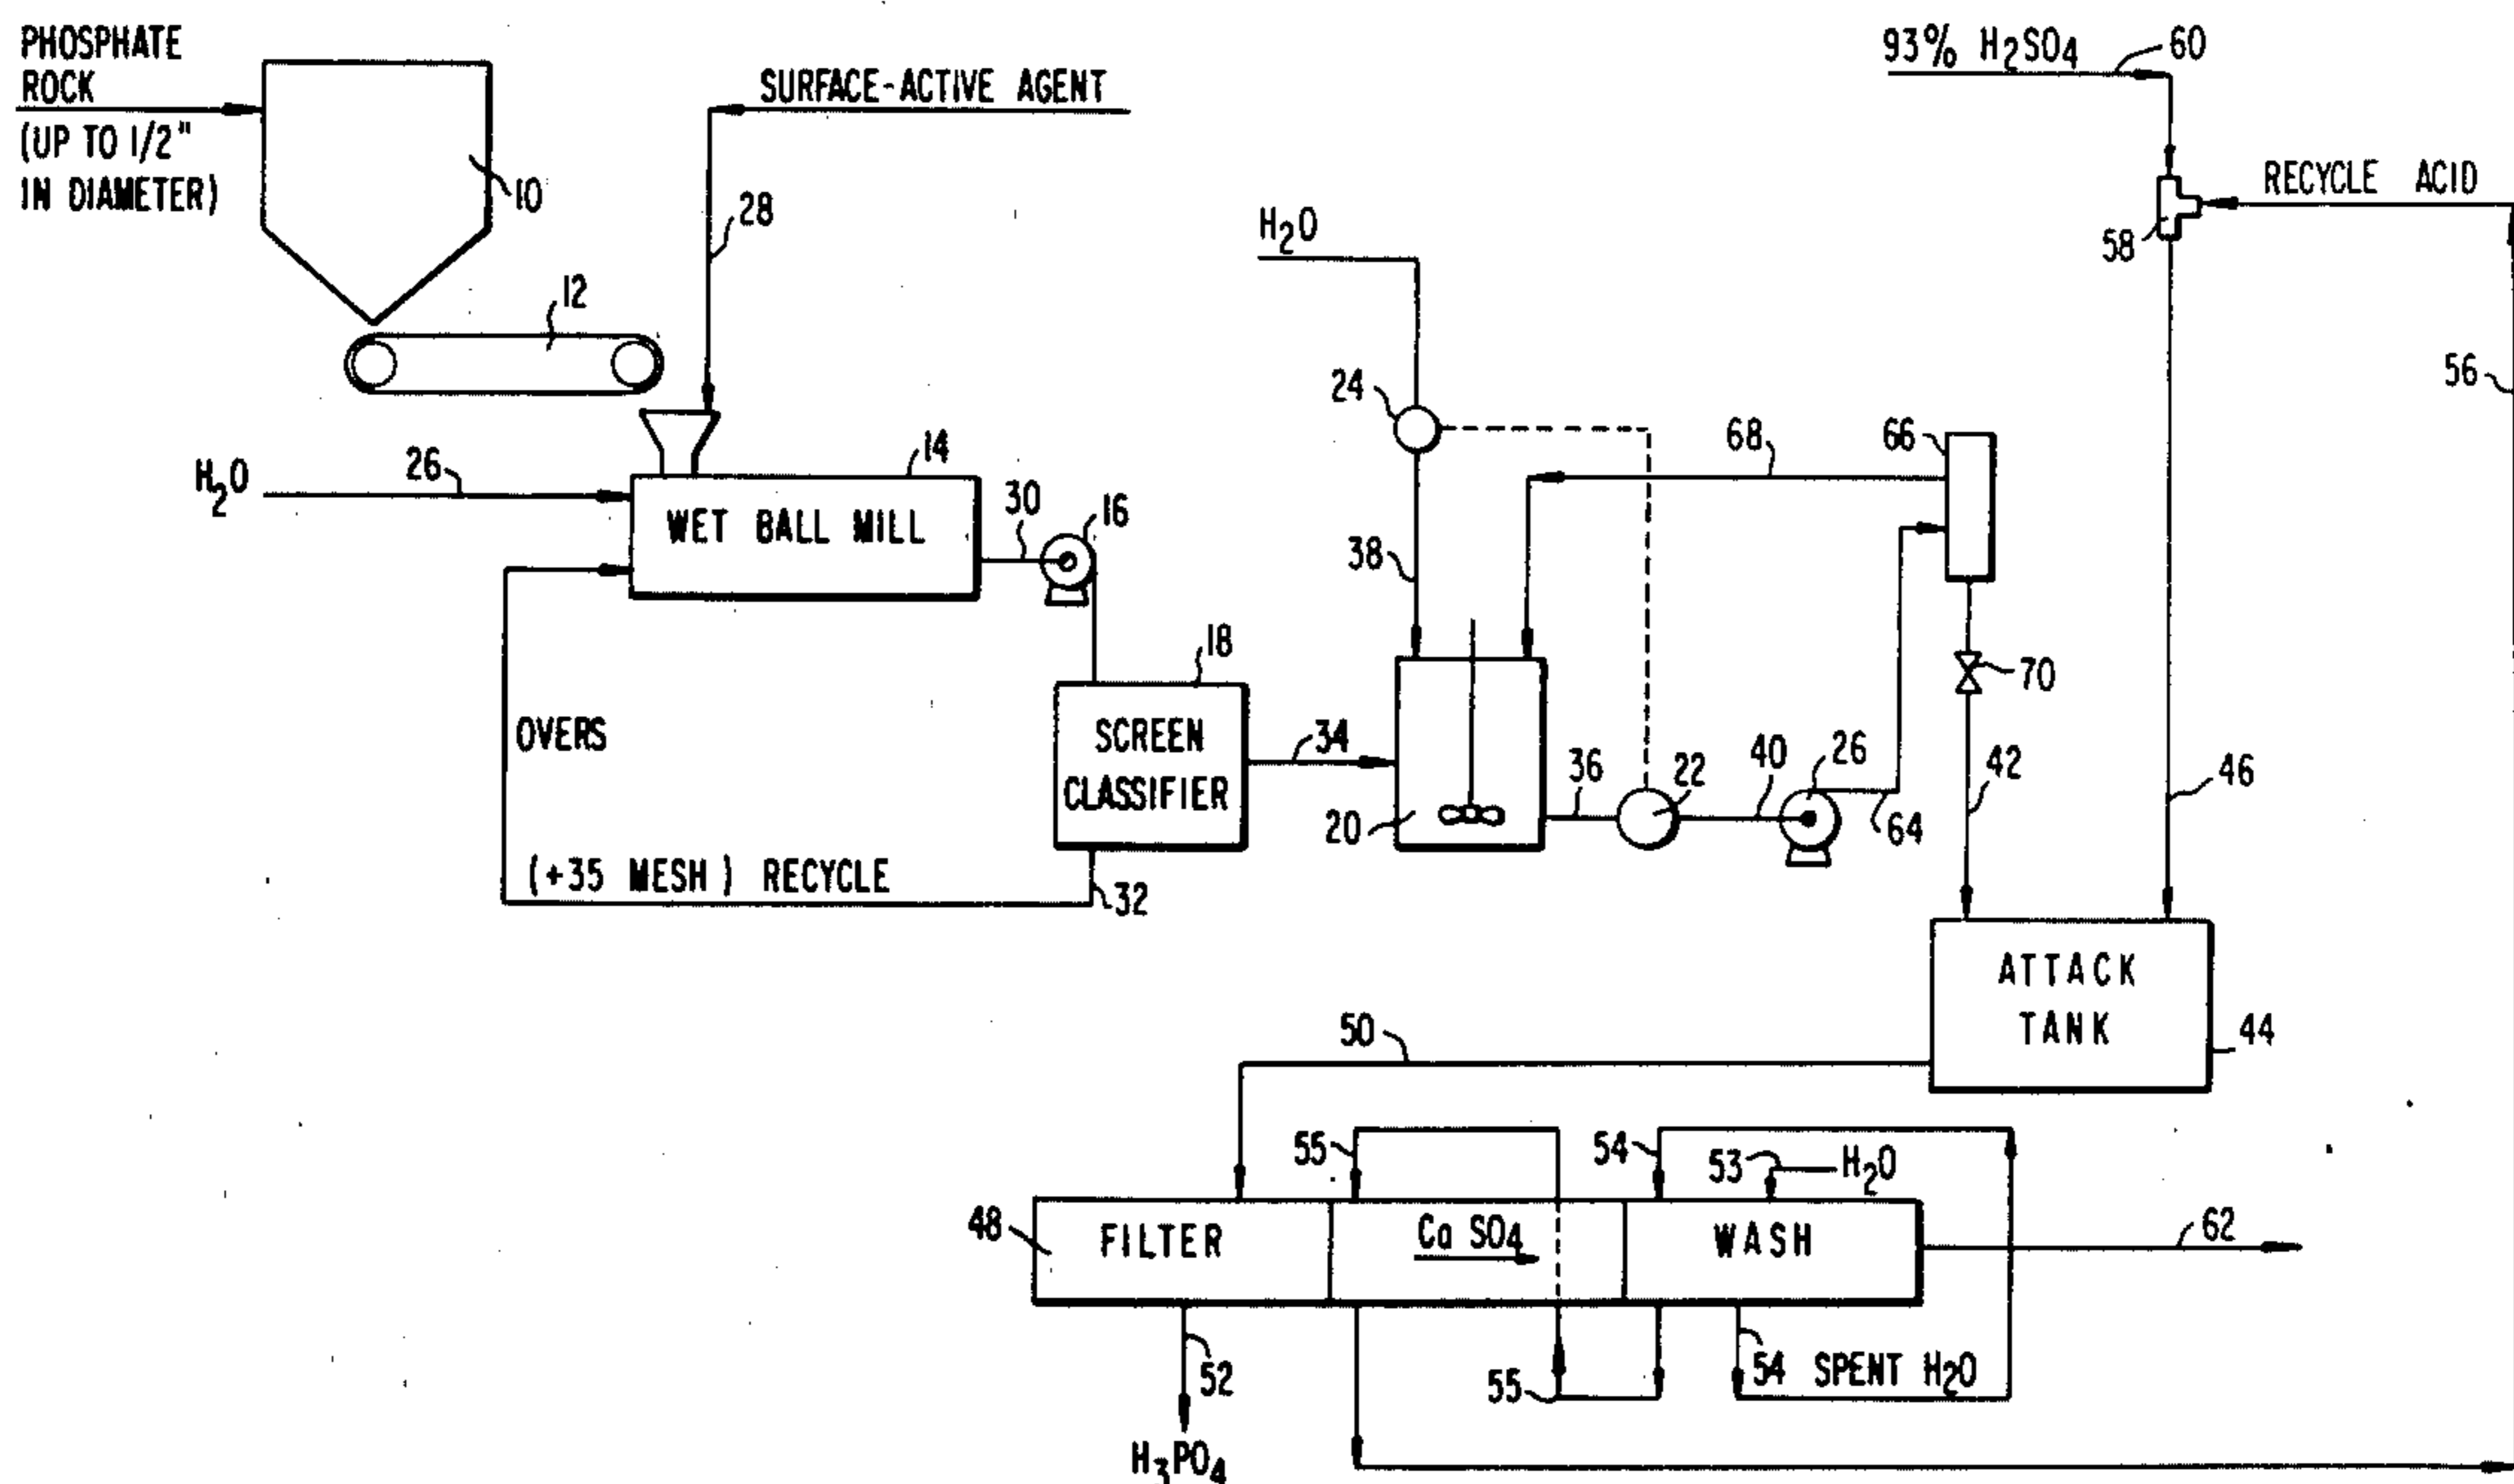 PHOSPHATE
ROCK
(UP TO 1/2"
IN DIAMETER)
10
SURFACE-ACTIVE AGENT
28
12
H2O
26
14
WET BALL MILL
30
16
18
SCREEN
CLASSIFIER
OVERS
(+35 MESH) RECYCLE
32
34
H2O
24
38
20
36
22
40
26
64
68
66
70
42
93% H2SO4
60
RECYCLE ACID
58
56
46
ATTACK
TANK
44
50
55
54
53
H2O
48
FILTER
Ca SO4
WASH
62
52
H3PO4
55
54 SPENT H2O